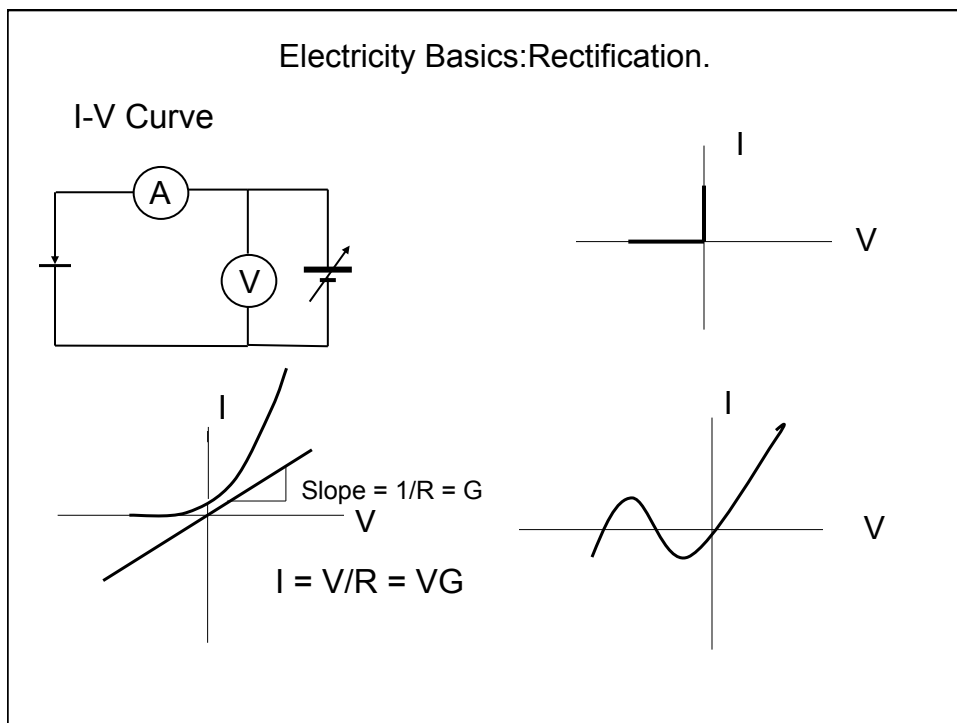 Electricity Basics:Rectification.
I-V Curve
A
V
I
V
I
Slope = 1/R = G
V
I = V/R = VG
I
V